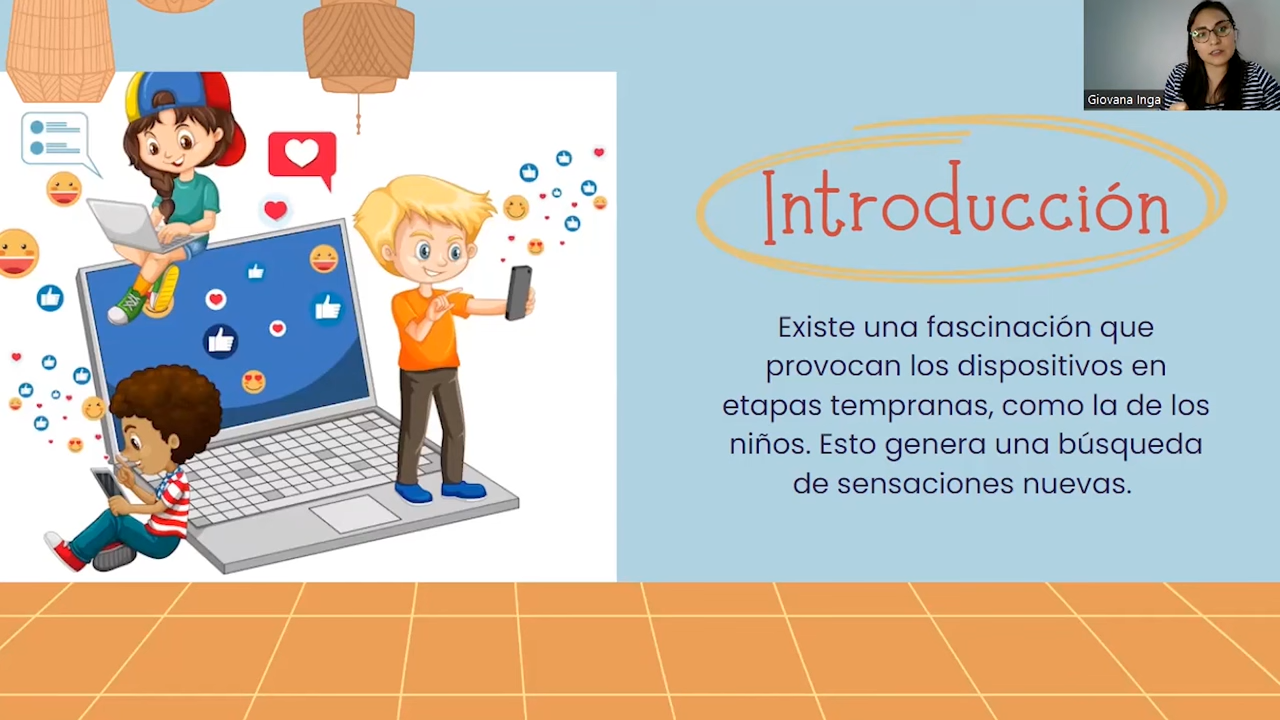 Giovana Inga
Introducción
Existe una fascinación que
provocan los dispositivos en
etapas tempranas, como la de los
niños. Esto genera una búsqueda
de sensaciones nuevas.